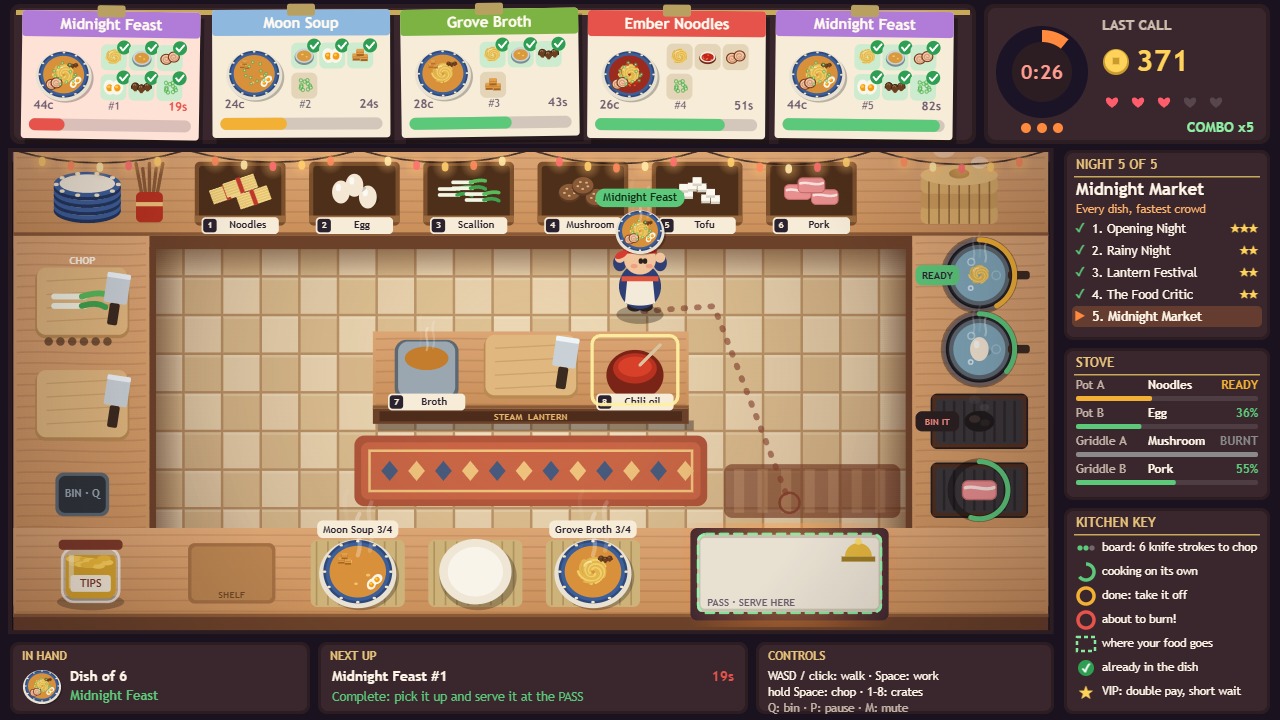 Midnight Feast
44c
#1
19s
Moon Soup
24c
#2
24s
Grove Broth
28c
#3
43s
Ember Noodles
26c
#4
51s
Midnight Feast
44c
#5
82s
0:26
LAST CALL
371
COMBO x5
1 Noodles
2 Egg
3 Scallion
4 Mushroom
5 Tofu
6 Pork
Midnight Feast
CHOP
READY
7 Broth
8 Chili oil
STEAM LANTERN
BIN IT
BIN · Q
Moon Soup 3/4
Grove Broth 3/4
TIPS
SHELF
PASS · SERVE HERE
NIGHT 5 OF 5
Midnight Market
Every dish, fastest crowd
✓ 1. Opening Night ★★★
✓ 2. Rainy Night ★★
✓ 3. Lantern Festival ★★
✓ 4. The Food Critic ★★
▶ 5. Midnight Market
STOVE
Pot A Noodles READY
Pot B Egg 36%
Griddle A Mushroom BURNT
Griddle B Pork 55%
KITCHEN KEY
board: 6 knife strokes to chop
cooking on its own
done: take it off
about to burn!
where your food goes
already in the dish
VIP: double pay, short wait
IN HAND
Dish of 6
Midnight Feast
NEXT UP
Midnight Feast #1
19s
Complete: pick it up and serve it at the PASS
CONTROLS
WASD / click: walk · Space: work
hold Space: chop · 1-8: crates
Q: bin · P: pause · M: mute